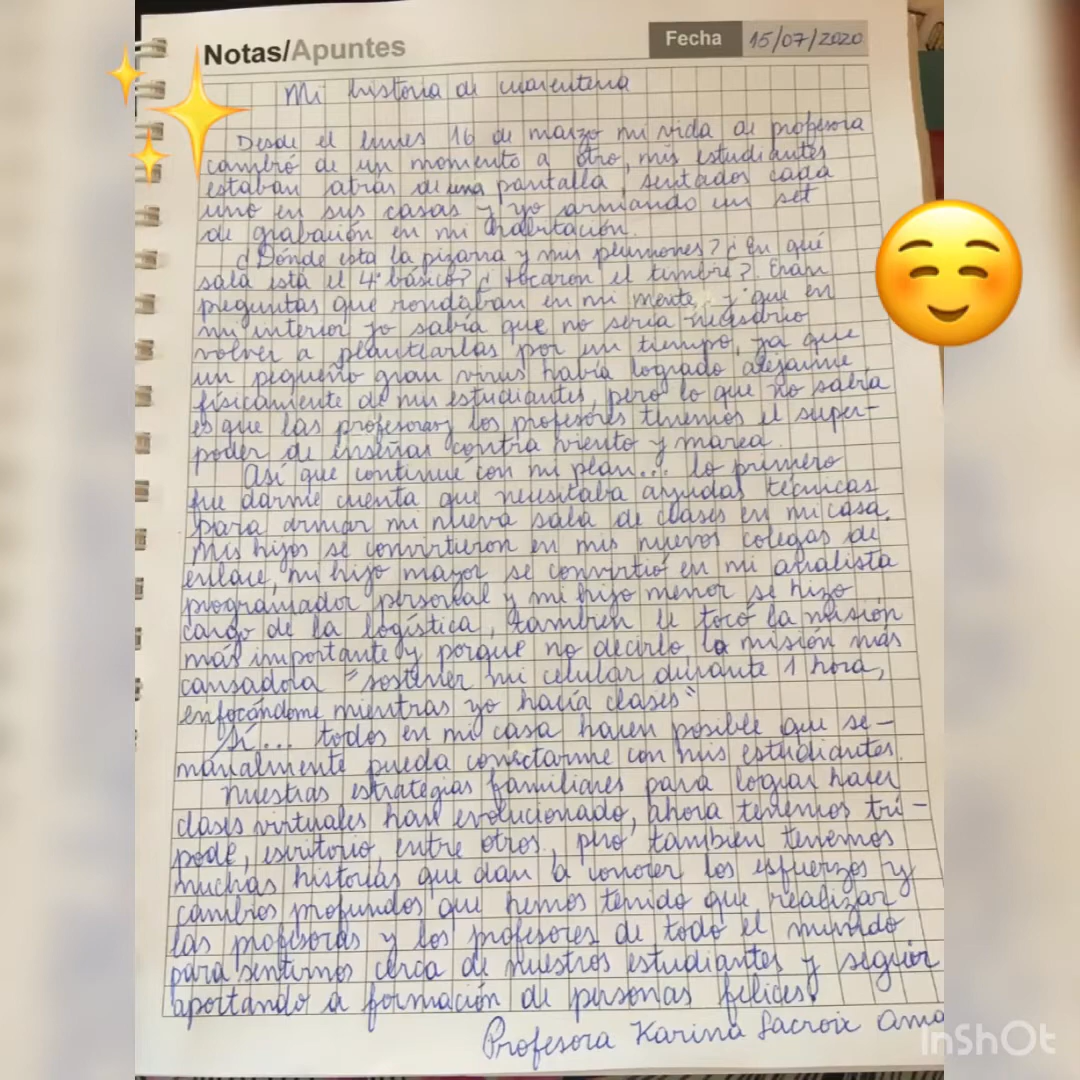 Notas/Apuntes
Fecha 15/07/2020
Mi historia de cuarentena
Desde el lunes 16 de marzo mi vida de profesora
cambió de un momento a otro, mis estudiantes
estaban atrás de una pantalla, sentados cada
uno en sus casas y yo armando un set
de grabación en mi habitación.
¿Dónde esta la pizarra y mis plumones? ¿En qué
sala está el 4° básico? ¿tocaron el timbre?. Eran
preguntas que rondaban en mi mente, y que en
mi interior yo sabía que no sería necesario
volver a plantearlas por un tiempo, ya que
un pequeño gran virus había logrado alejarme
físicamente de mis estudiantes, pero lo que no sabía
es que las profesoras y los profesores tenemos el super-
poder de enseñar contra viento y marea.
Así que continué con mi plan... lo primero
fue darme cuenta que necesitaba ayudas técnicas
para armar mi nueva sala de clases en mi casa.
Mis hijos se convirtieron en mis nuevos colegas de
enlace, mi hijo mayor se convirtió en mi analista
programador personal y mi hijo menor se hizo
cargo de la logística, también le tocó la misión
más importante y porque no decirlo la misión más
cansadora "sostener mi celular durante 1 hora,
enfocándome mientras yo hacía clases"
Sí... todos en mi casa hacen posible que se-
manalmente pueda conectarme con mis estudiantes.
Nuestras estrategias familiares para lograr hacer
clases virtuales han evolucionado, ahora tenemos trí-
pode, escritorio, entre otros, pero también tenemos
muchas historias que dan a conocer los esfuerzos y
cambios profundos que hemos tenido que realizar
las profesoras y los profesores de todo el mundo
para sentirnos cerca de nuestros estudiantes y seguir
aportando a formación de personas felices.
Profesora Karina Lacroix
InShOt